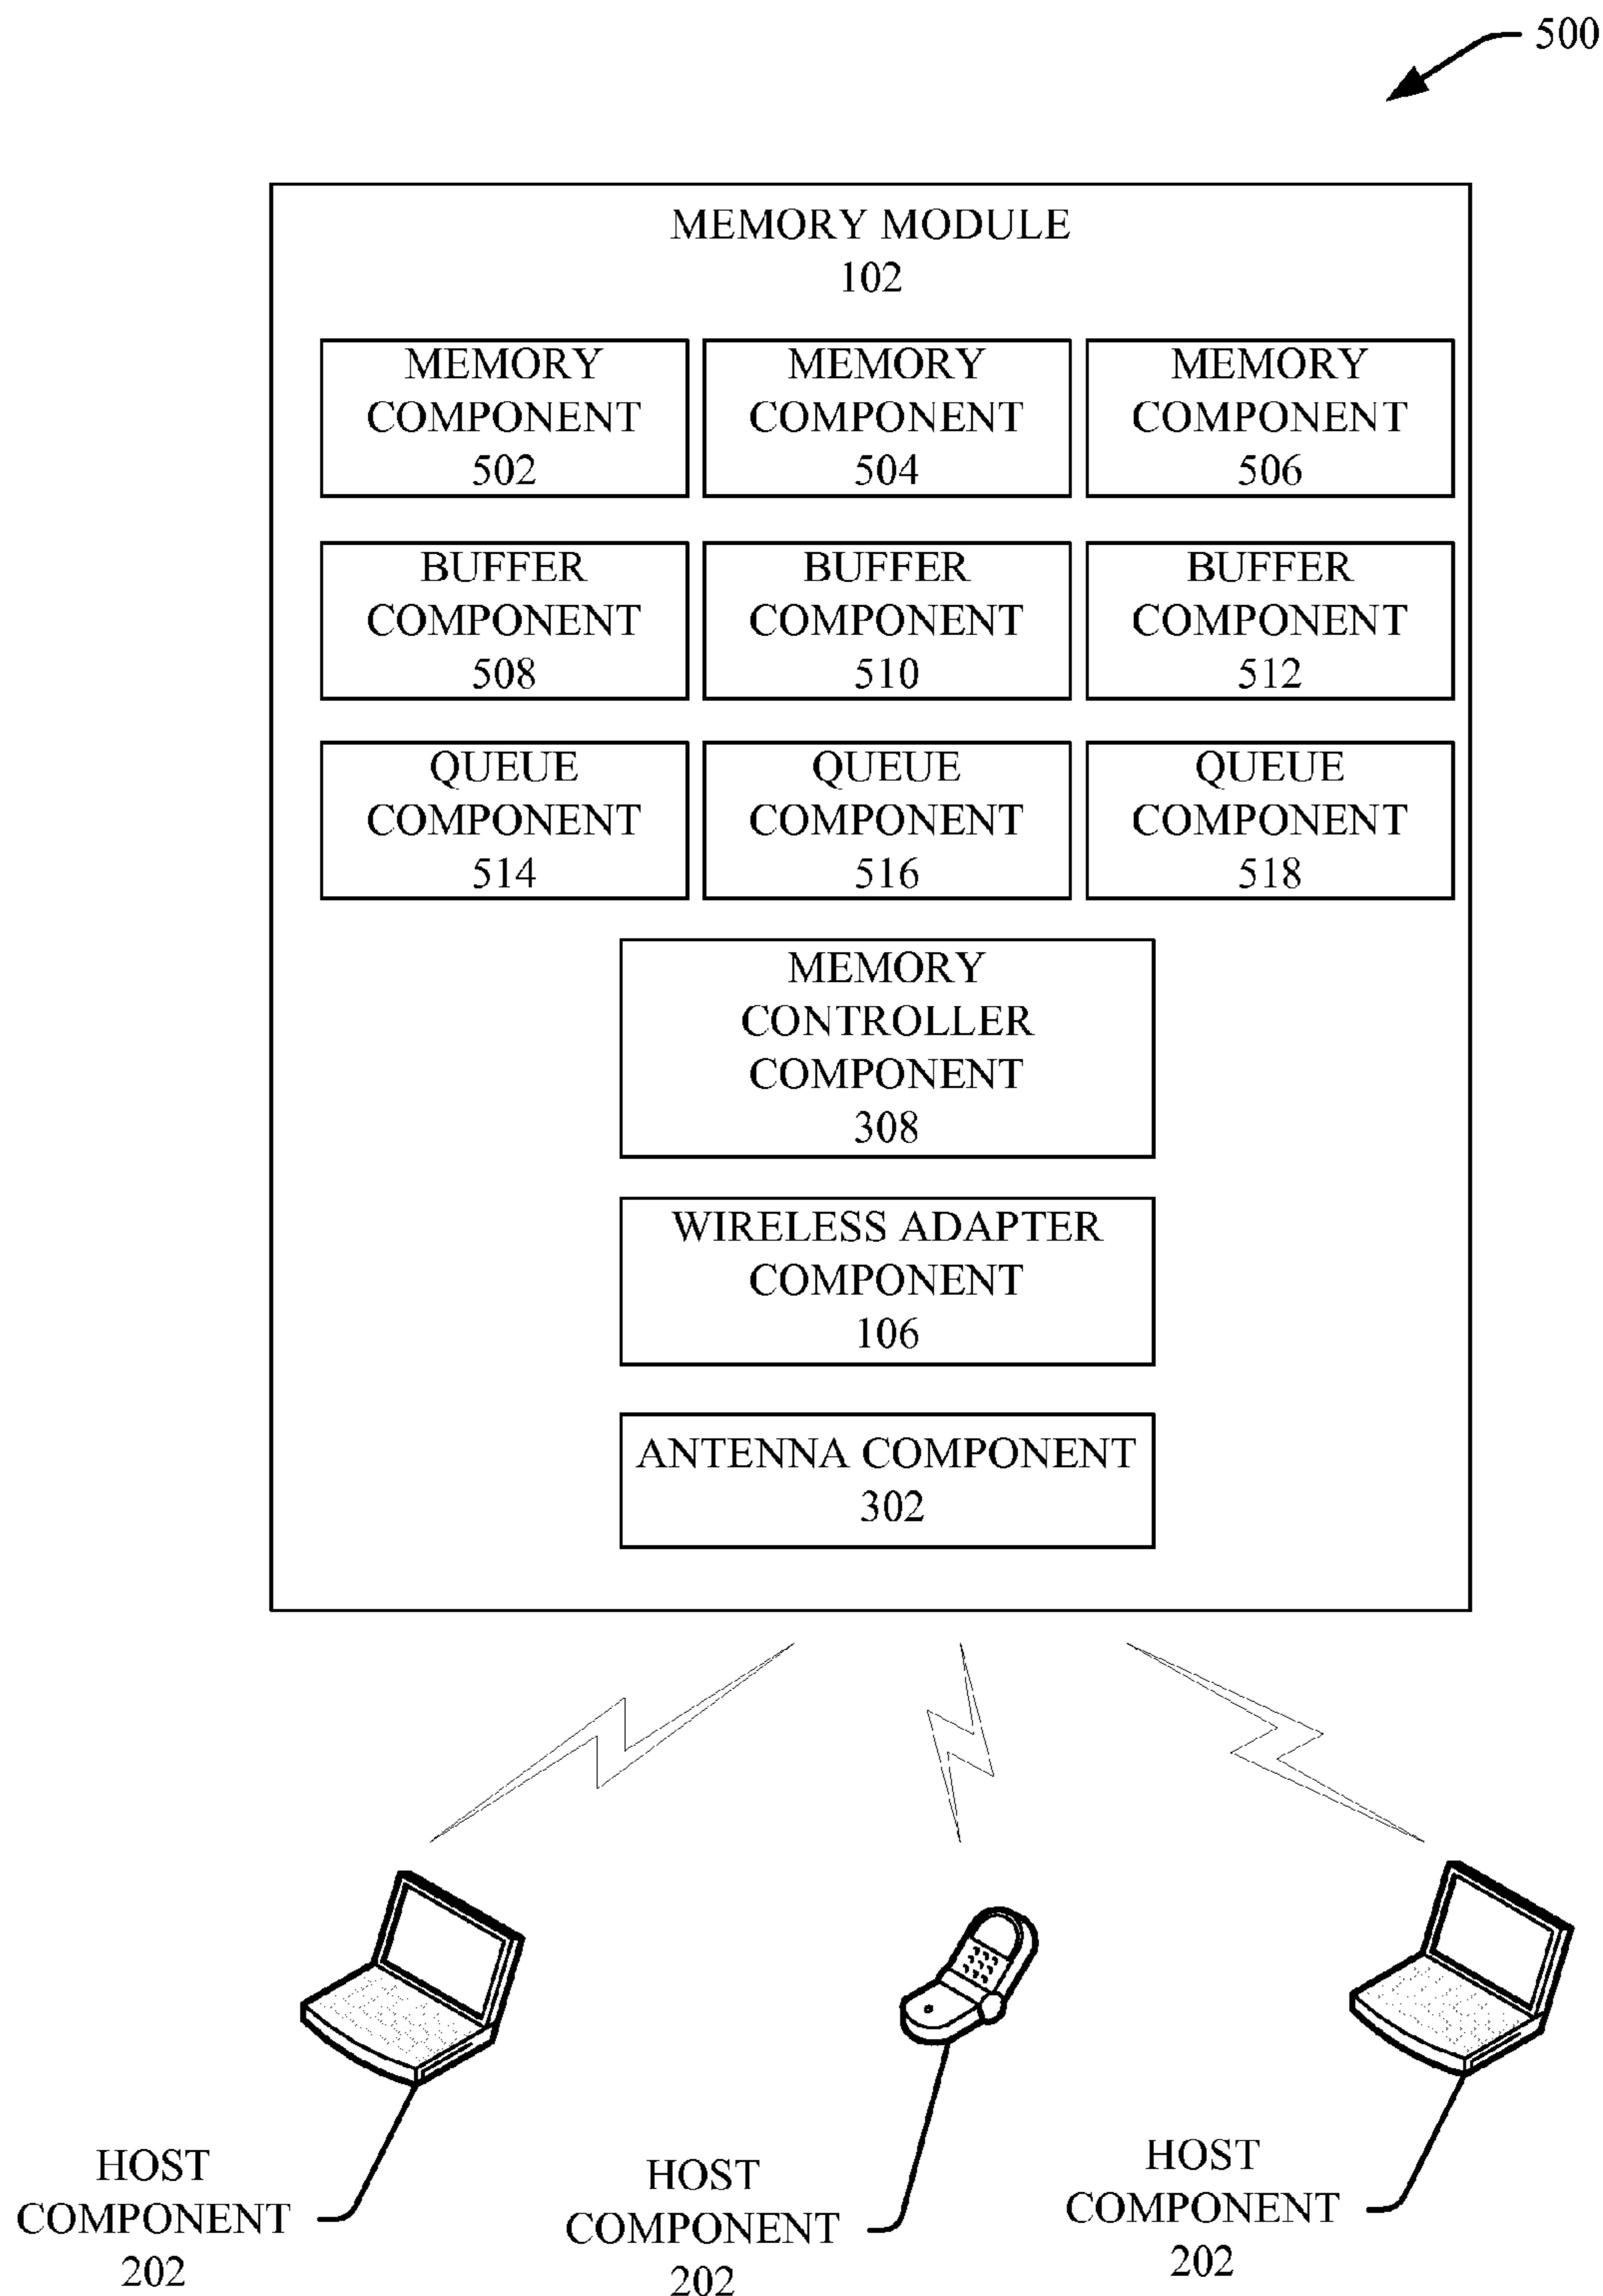 500
MEMORY MODULE
102
MEMORY
COMPONENT
502
MEMORY
COMPONENT
504
MEMORY
COMPONENT
506
BUFFER
COMPONENT
508
BUFFER
COMPONENT
510
BUFFER
COMPONENT
512
QUEUE
COMPONENT
514
QUEUE
COMPONENT
516
QUEUE
COMPONENT
518
MEMORY
CONTROLLER
COMPONENT
308
WIRELESS ADAPTER
COMPONENT
106
ANTENNA COMPONENT
302
HOST
COMPONENT
202
HOST
COMPONENT
202
HOST
COMPONENT
202